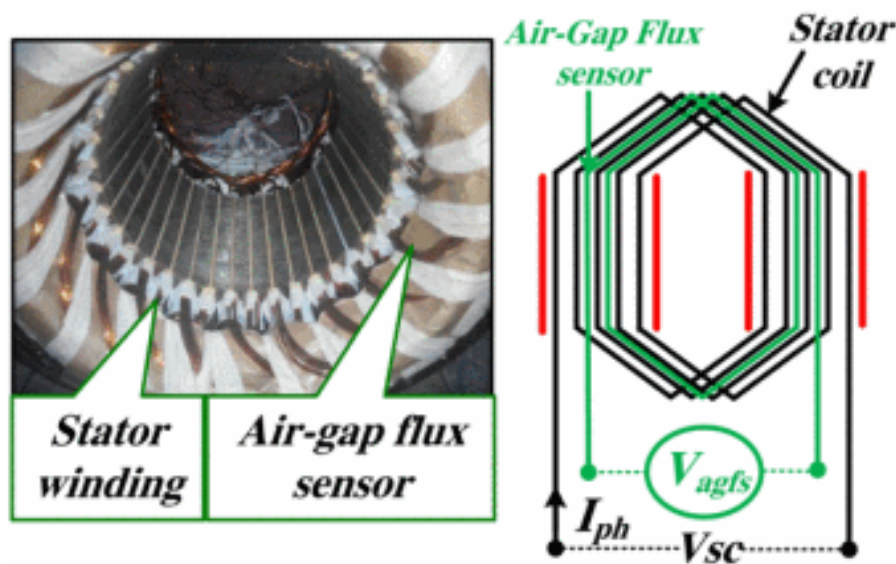 Stator
winding
Air-gap flux
sensor
Air-Gap Flux
sensor
Stator
coil
Vagfs
Iph
Vsc